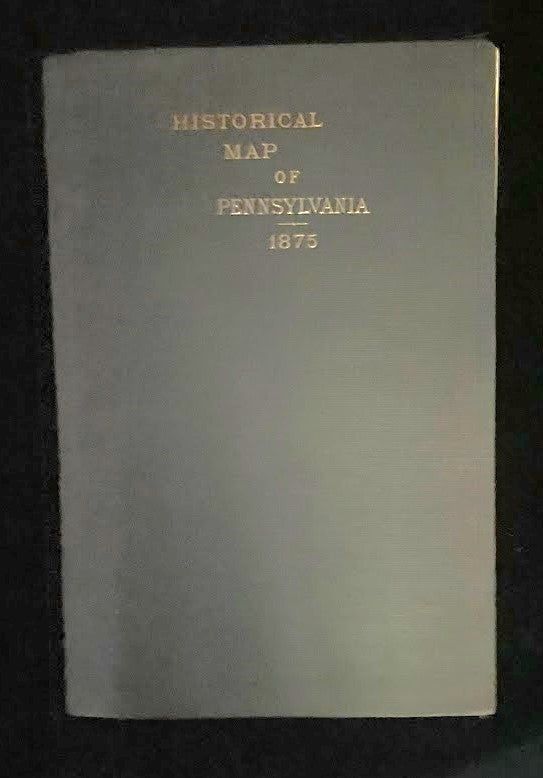 HISTORICAL
MAP
OF
PENNSYLVANIA
1875